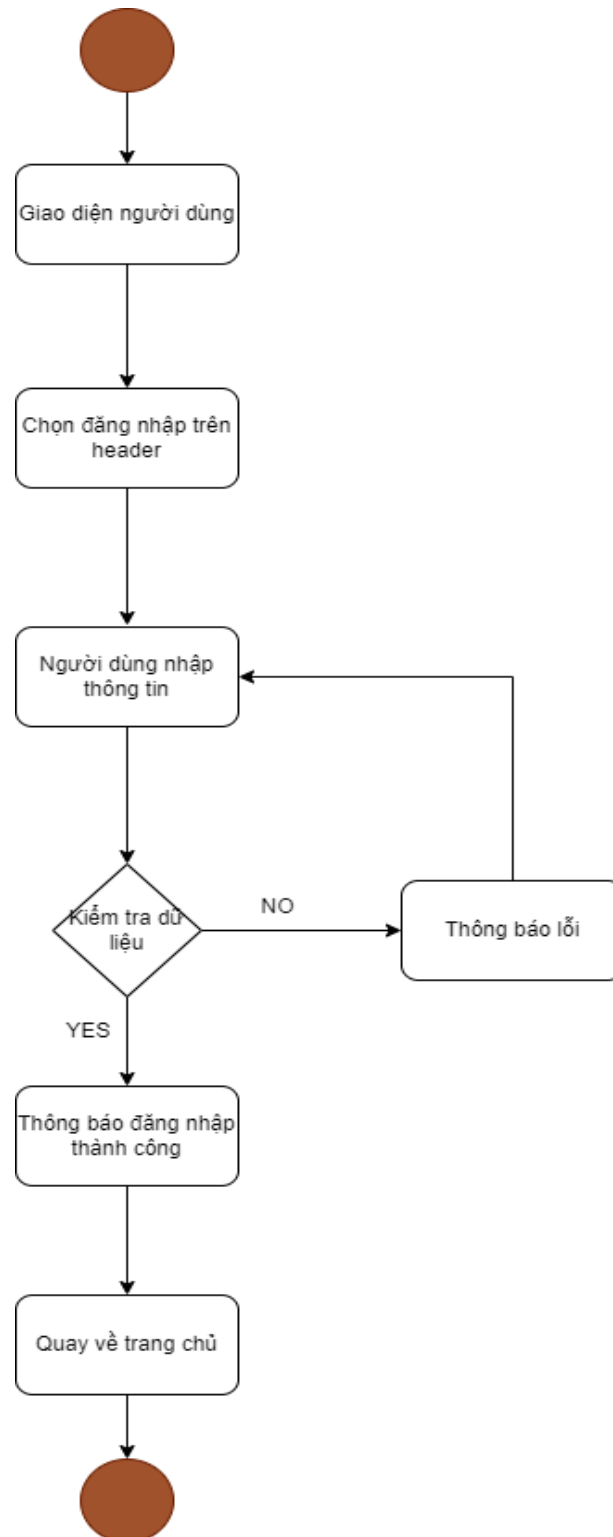 Giao diện người dùng
Chọn đăng nhập trên
header
Người dùng nhập
thông tin
Kiểm tra dữ
liệu
NO
Thông báo lỗi
YES
Thông báo đăng nhập
thành công
Quay về trang chủ